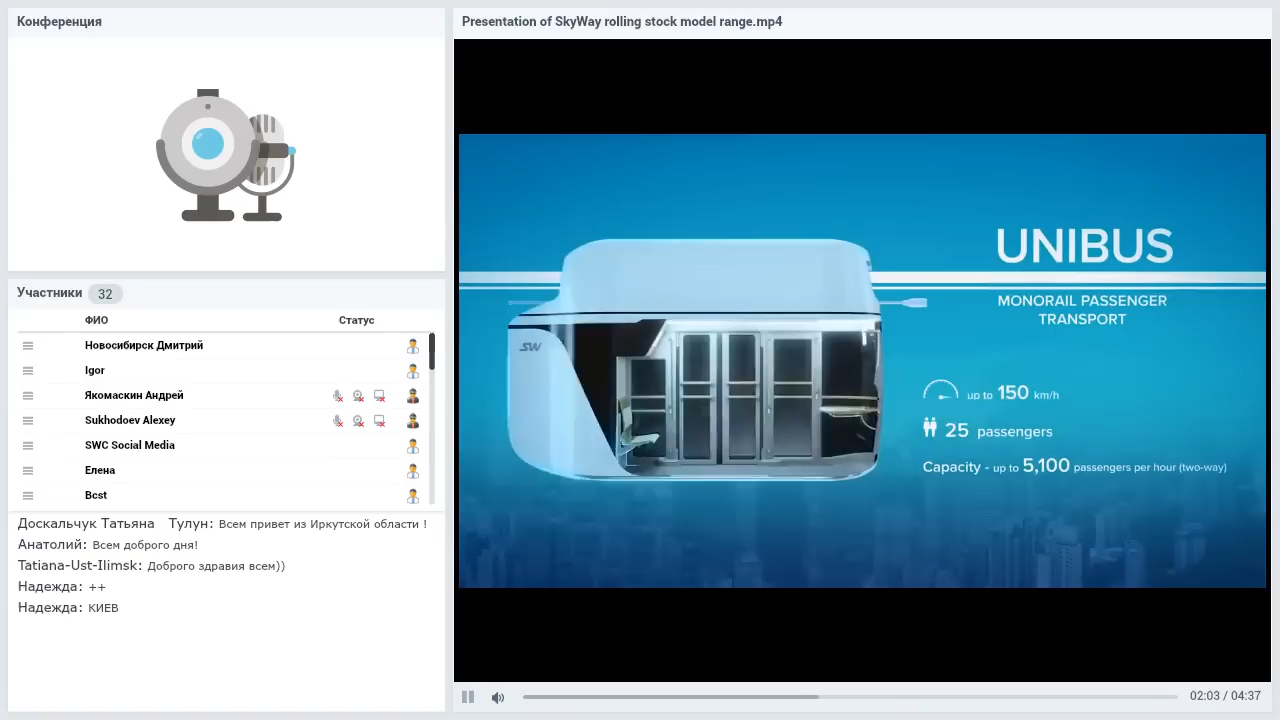 Конференция
Участники 32
ФИО Статус
Новосибирск Дмитрий
Igor
Якомаскин Андрей
Sukhodoev Alexey
SWC Social Media
Елена
Bcst
Доскальчук Татьяна Тулун: Всем привет из Иркутской области !
Анатолий: Всем доброго дня!
Tatiana-Ust-Ilimsk: Доброго здравия всем))
Надежда: ++
Надежда: КИЕВ
Presentation of SkyWay rolling stock model range.mp4
SW
UNIBUS
MONORAIL PASSENGER
TRANSPORT
up to 150 km/h
25 passengers
Capacity - up to 5,100 passengers per hour (two-way)
02:03 / 04:37